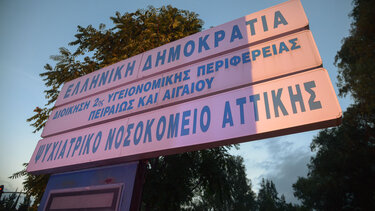 ΕΛΛΗΝΙΚΗ ΔΗΜΟΚΡΑΤΙΑ
ΔΙΟΙΚΗΣΗ 2ης ΥΓΕΙΟΝΟΜΙΚΗΣ ΠΕΡΙΦΕΡΕΙΑΣ
ΠΕΙΡΑΙΩΣ ΚΑΙ ΑΙΓΑΙΟΥ
ΨΥΧΙΑΤΡΙΚΟ ΝΟΣΟΚΟΜΕΙΟ ΑΤΤΙΚΗΣ